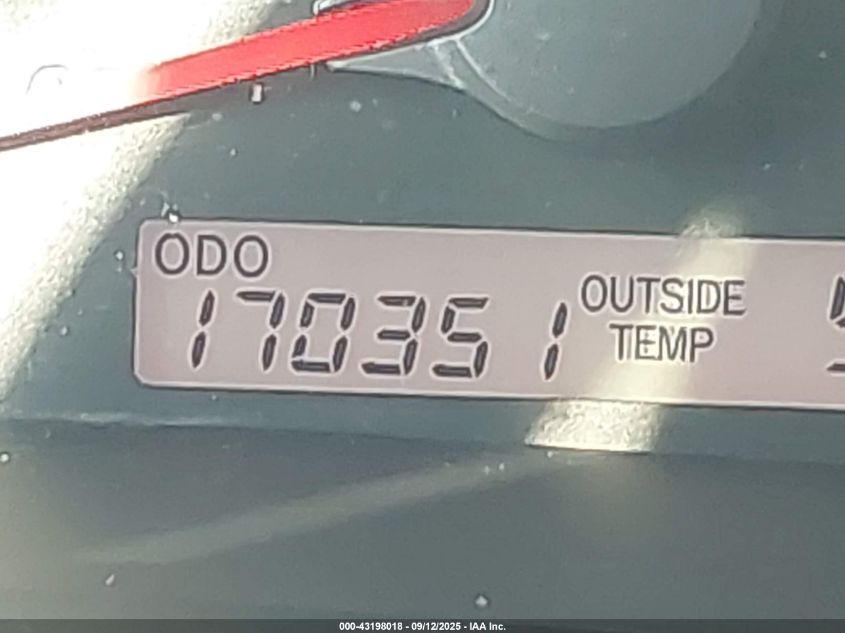 ODO
170351
OUTSIDE
TEMP
000-43198018 - 09/12/2025 - IAA Inc.